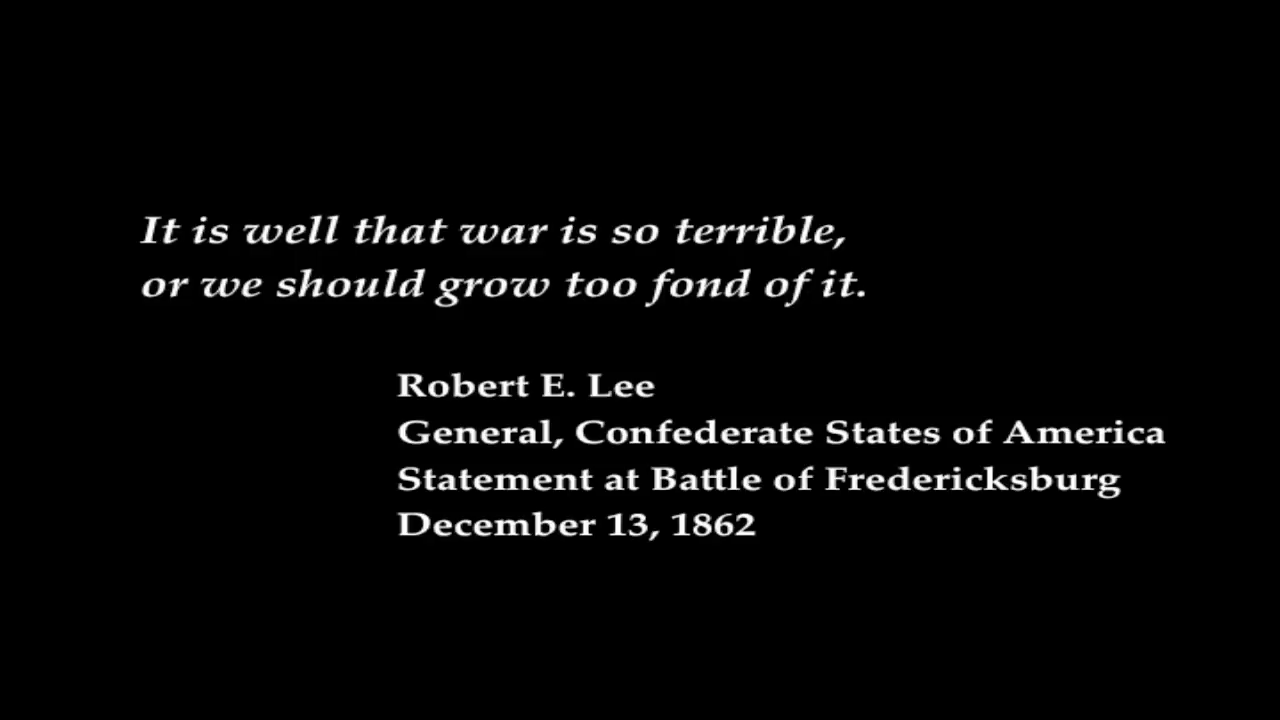 It is well that war is so terrible,
or we should grow too fond of it.
Robert E. Lee
General, Confederate States of America
Statement at Battle of Fredericksburg
December 13, 1862